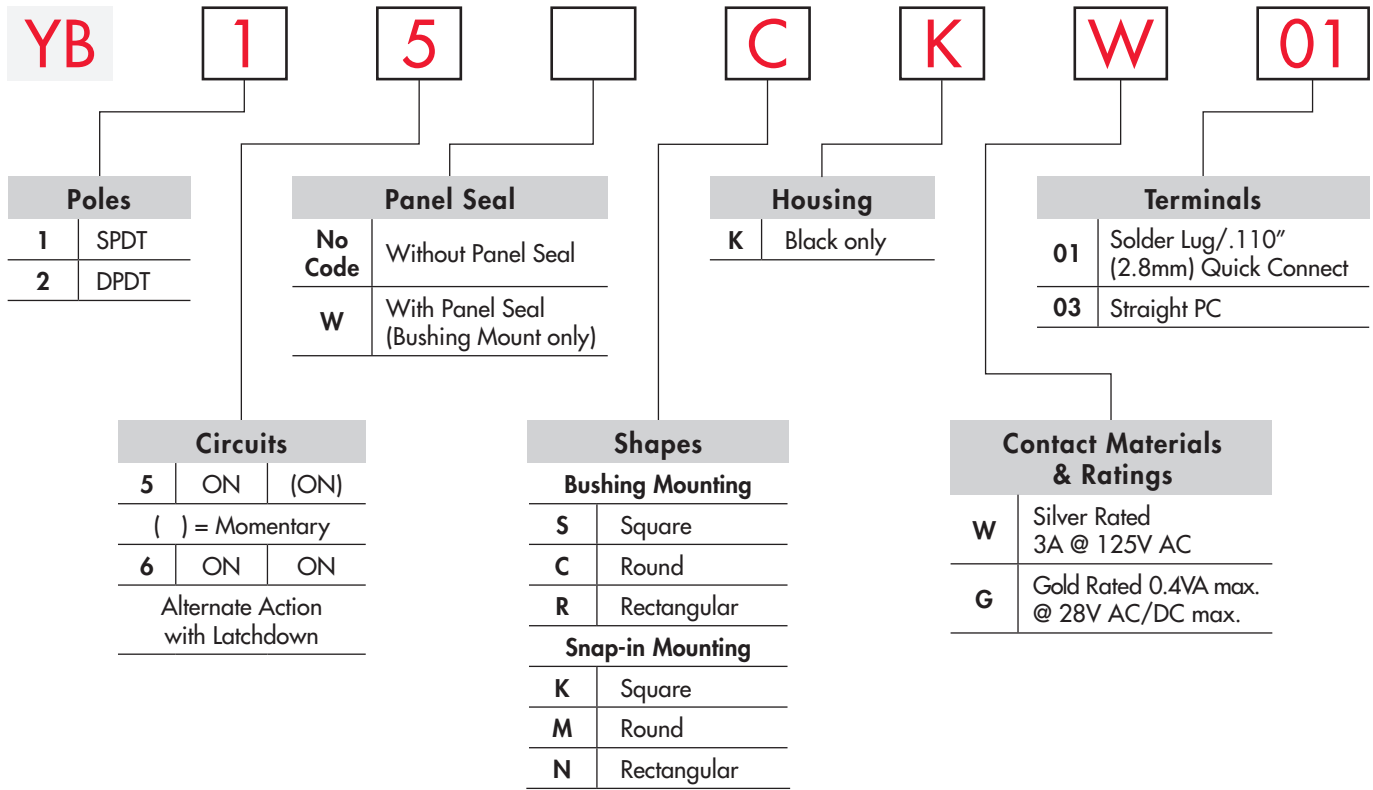 YB 1 5 C K W 01
Poles
1 SPDT
2 DPDT
Panel Seal
No Code Without Panel Seal
W With Panel Seal
(Bushing Mount only)
Housing
K Black only
Terminals
01 Solder Lug/.110”
(2.8mm) Quick Connect
03 Straight PC
Circuits
5 ON (ON)
( ) = Momentary
6 ON ON
Alternate Action
with Latchdown
Shapes
Bushing Mounting
S Square
C Round
R Rectangular
Snap-in Mounting
K Square
M Round
N Rectangular
Contact Materials
& Ratings
W Silver Rated
3A @ 125V AC
G Gold Rated 0.4VA max.
@ 28V AC/DC max.